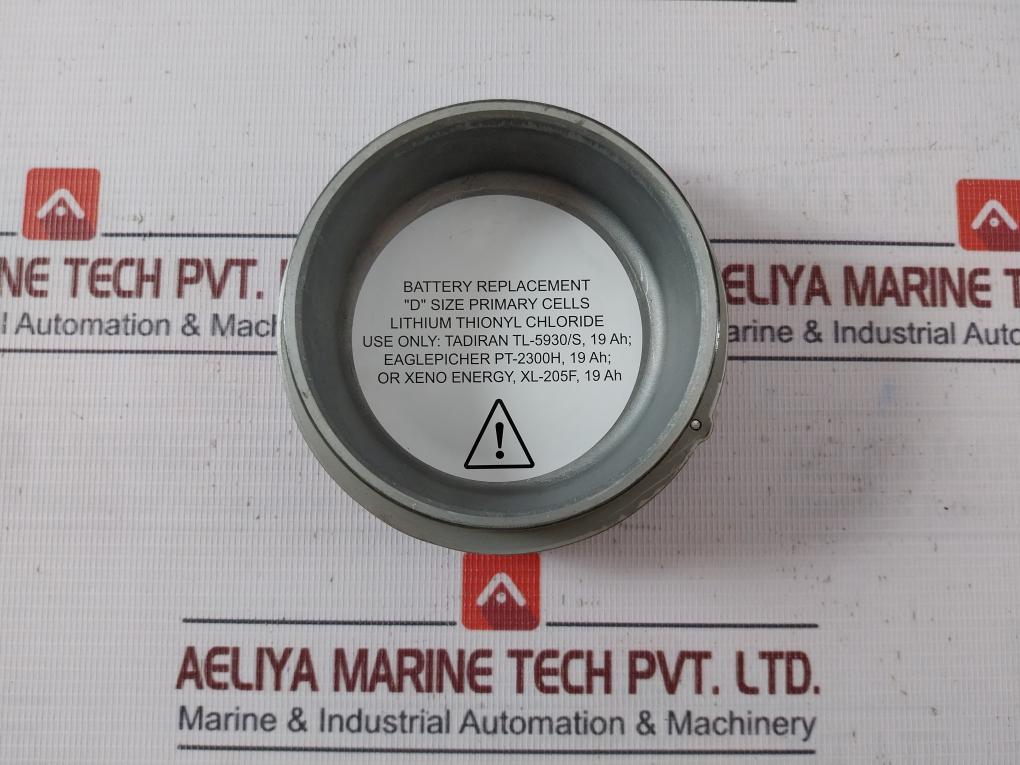 BATTERY REPLACEMENT
"D" SIZE PRIMARY CELLS
LITHIUM THIONYL CHLORIDE
USE ONLY: TADIRAN TL-5930/S, 19 Ah;
EAGLEPICHER PT-2300H, 19 Ah;
OR XENO ENERGY, XL-205F, 19 Ah
!
NE TECH PVT.
l Automation & Mach
ELIYA MARINE T
arine & Industrial Auto
AELIYA MARINE TECH PVT. LTD.
Marine & Industrial Automation & Machinery